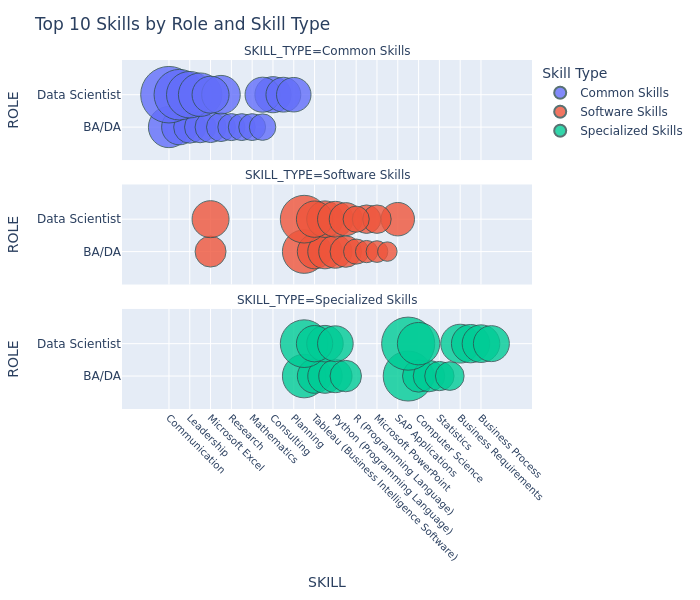 Top 10 Skills by Role and Skill Type
SKILL_TYPE=Common Skills
ROLE
Data Scientist
BA/DA
Skill Type
Common Skills
Software Skills
Specialized Skills
SKILL_TYPE=Software Skills
ROLE
Data Scientist
BA/DA
SKILL_TYPE=Specialized Skills
ROLE
Data Scientist
BA/DA
Communication
Leadership
Microsoft Excel
Research
Mathematics
Consulting
Planning
Tableau (Business Intelligence Software)
Python (Programming Language)
R (Programming Language)
Microsoft PowerPoint
SAP Applications
Computer Science
Statistics
Business Requirements
Business Process
SKILL